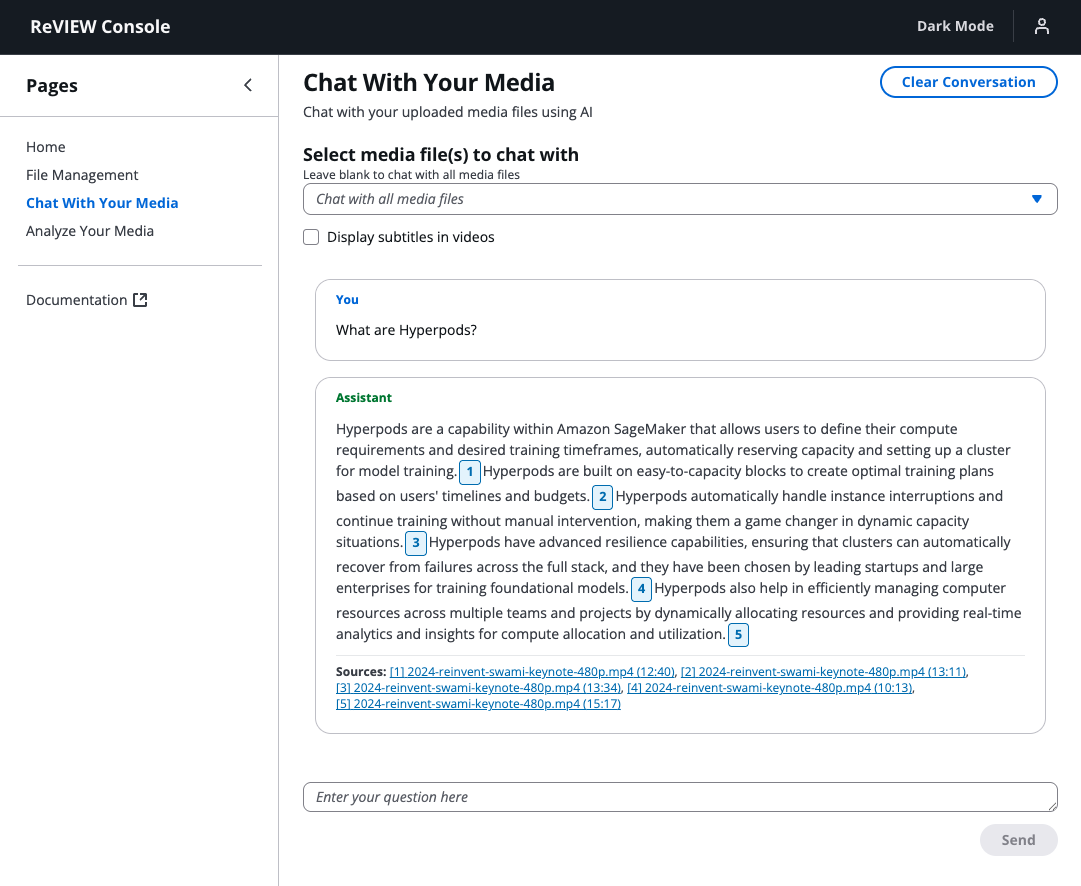 ReVIEW Console
Dark Mode
Pages
Home
File Management
Chat With Your Media
Analyze Your Media
Documentation
Chat With Your Media
Clear Conversation
Chat with your uploaded media files using AI
Select media file(s) to chat with
Leave blank to chat with all media files
Chat with all media files
Display subtitles in videos
You
What are Hyperpods?
Assistant
Hyperpods are a capability within Amazon SageMaker that allows users to define their compute
requirements and desired training timeframes, automatically reserving capacity and setting up a cluster
for model training. 1 Hyperpods are built on easy-to-capacity blocks to create optimal training plans
based on users' timelines and budgets. 2 Hyperpods automatically handle instance interruptions and
continue training without manual intervention, making them a game changer in dynamic capacity
situations. 3 Hyperpods have advanced resilience capabilities, ensuring that clusters can automatically
recover from failures across the full stack, and they have been chosen by leading startups and large
enterprises for training foundational models. 4 Hyperpods also help in efficiently managing computer
resources across multiple teams and projects by dynamically allocating resources and providing real-time
analytics and insights for compute allocation and utilization. 5
Sources: [1] 2024-reinvent-swami-keynote-480p.mp4 (12:40), [2] 2024-reinvent-swami-keynote-480p.mp4 (13:11),
[3] 2024-reinvent-swami-keynote-480p.mp4 (13:34), [4] 2024-reinvent-swami-keynote-480p.mp4 (10:13),
[5] 2024-reinvent-swami-keynote-480p.mp4 (15:17)
Enter your question here
Send